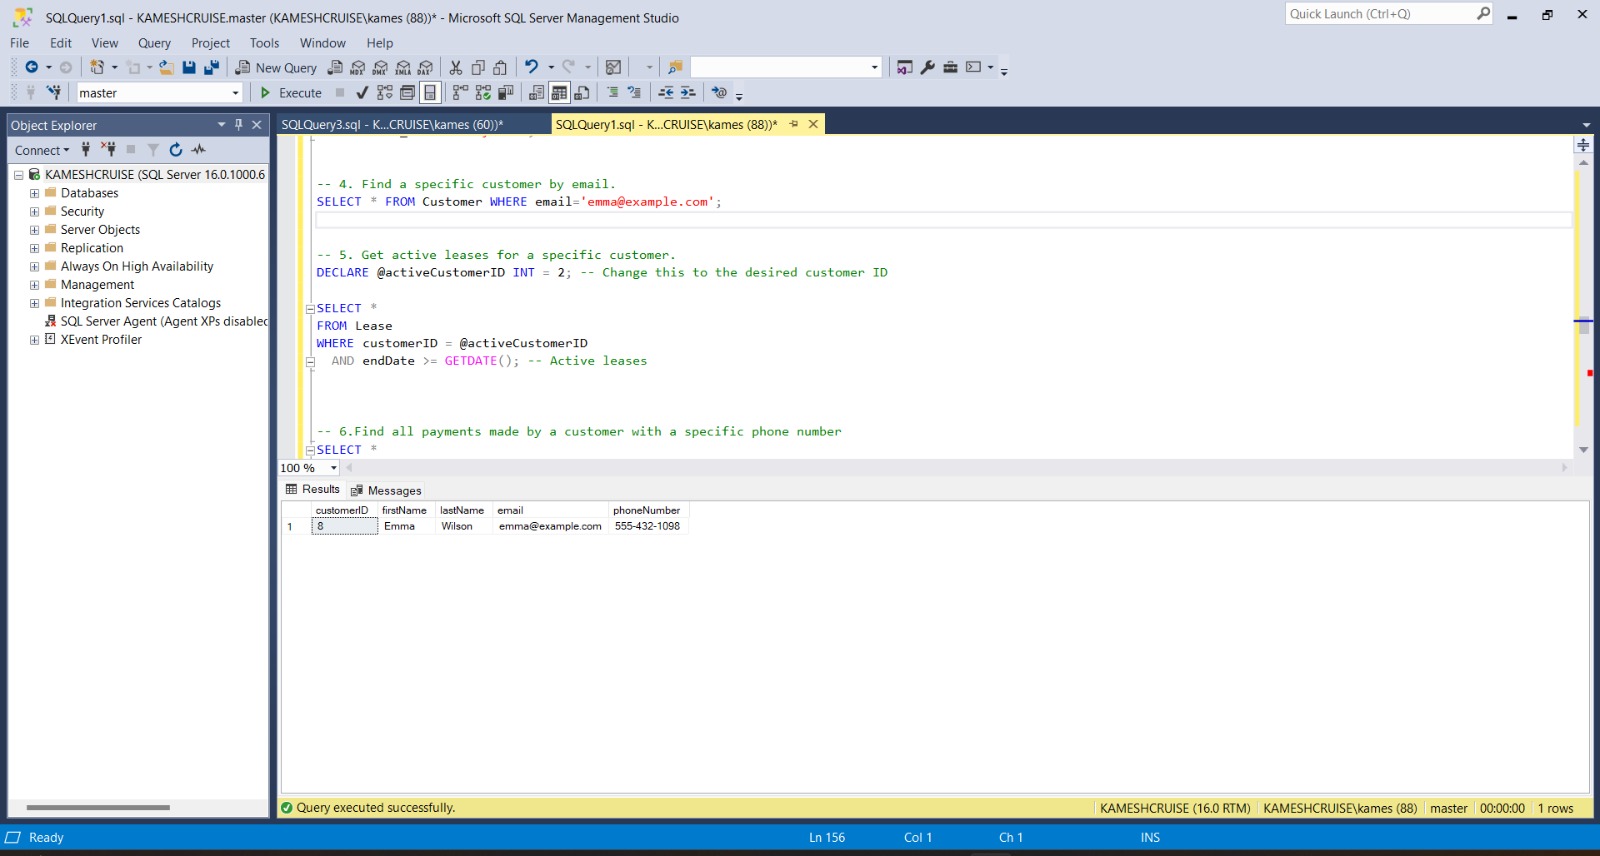 SQLQuery1.sql - KAMESHCRUISE.master (KAMESHCRUISE\kames (88))* - Microsoft SQL Server Management Studio
Quick Launch (Ctrl+Q)
File Edit View Query Project Tools Window Help
New Query MDX DMX XMLA DAX
master Execute
Object Explorer
SQLQuery3.sql - K...CRUISE\kames (60))*
SQLQuery1.sql - K...CRUISE\kames (88))*
Connect
KAMESHCRUISE (SQL Server 16.0.1000.6
Databases
Security
Server Objects
Replication
Always On High Availability
Management
Integration Services Catalogs
SQL Server Agent (Agent XPs disabled
XEvent Profiler
-- 4. Find a specific customer by email.
SELECT * FROM Customer WHERE email='emma@example.com';
-- 5. Get active leases for a specific customer.
DECLARE @activeCustomerID INT = 2; -- Change this to the desired customer ID
SELECT *
FROM Lease
WHERE customerID = @activeCustomerID
AND endDate >= GETDATE(); -- Active leases
-- 6.Find all payments made by a customer with a specific phone number
SELECT *
100 %
Results Messages
customerID firstName lastName email phoneNumber
1 8 Emma Wilson emma@example.com 555-432-1098
Query executed successfully.
KAMESHCRUISE (16.0 RTM) KAMESHCRUISE\kames (88) master 00:00:00 1 rows
Ready Ln 156 Col 1 Ch 1 INS